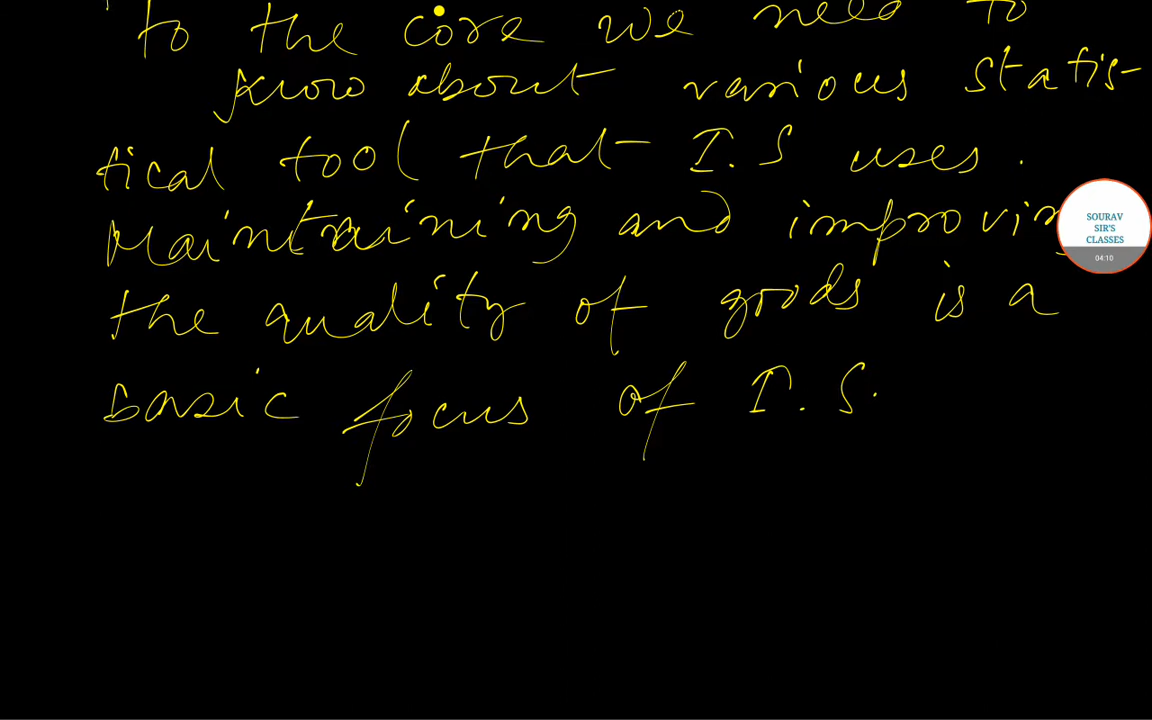 to the core we need to
know about various statis-
tical tool that I.S uses.
Maintaining and improving
the quality of goods is a
basic focus of I.S.
SOURAV
SIR'S
CLASSES
04:10